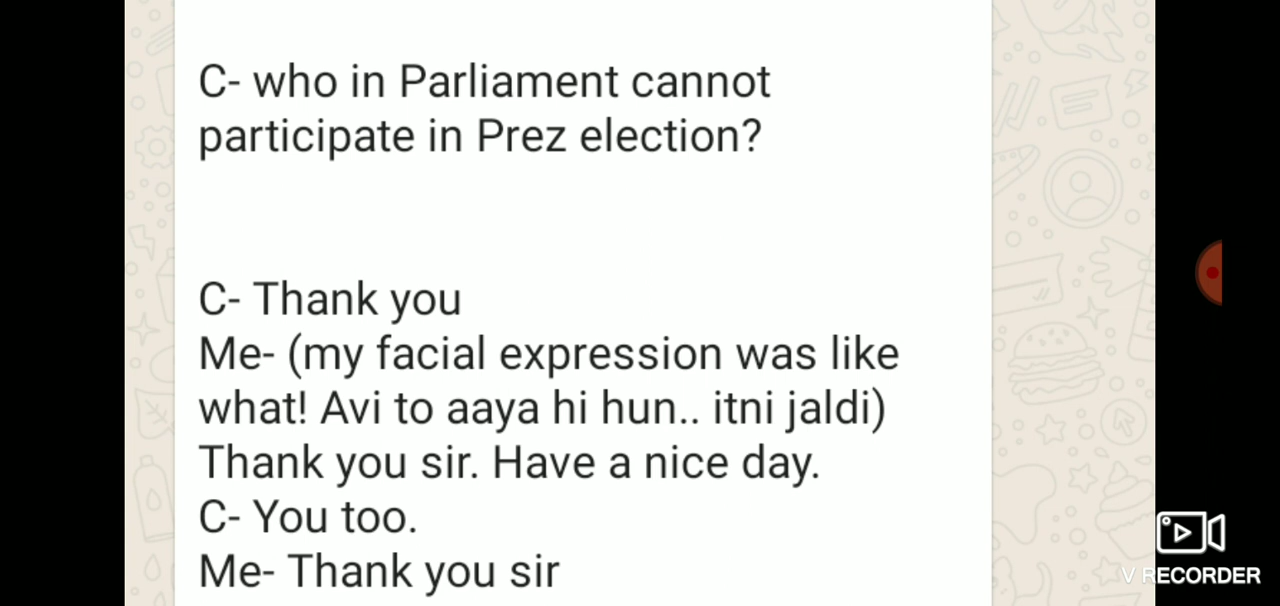 C- who in Parliament cannot
participate in Prez election?
C- Thank you
Me- (my facial expression was like
what! Avi to aaya hi hun.. itni jaldi)
Thank you sir. Have a nice day.
C- You too.
Me- Thank you sir
V RECORDER